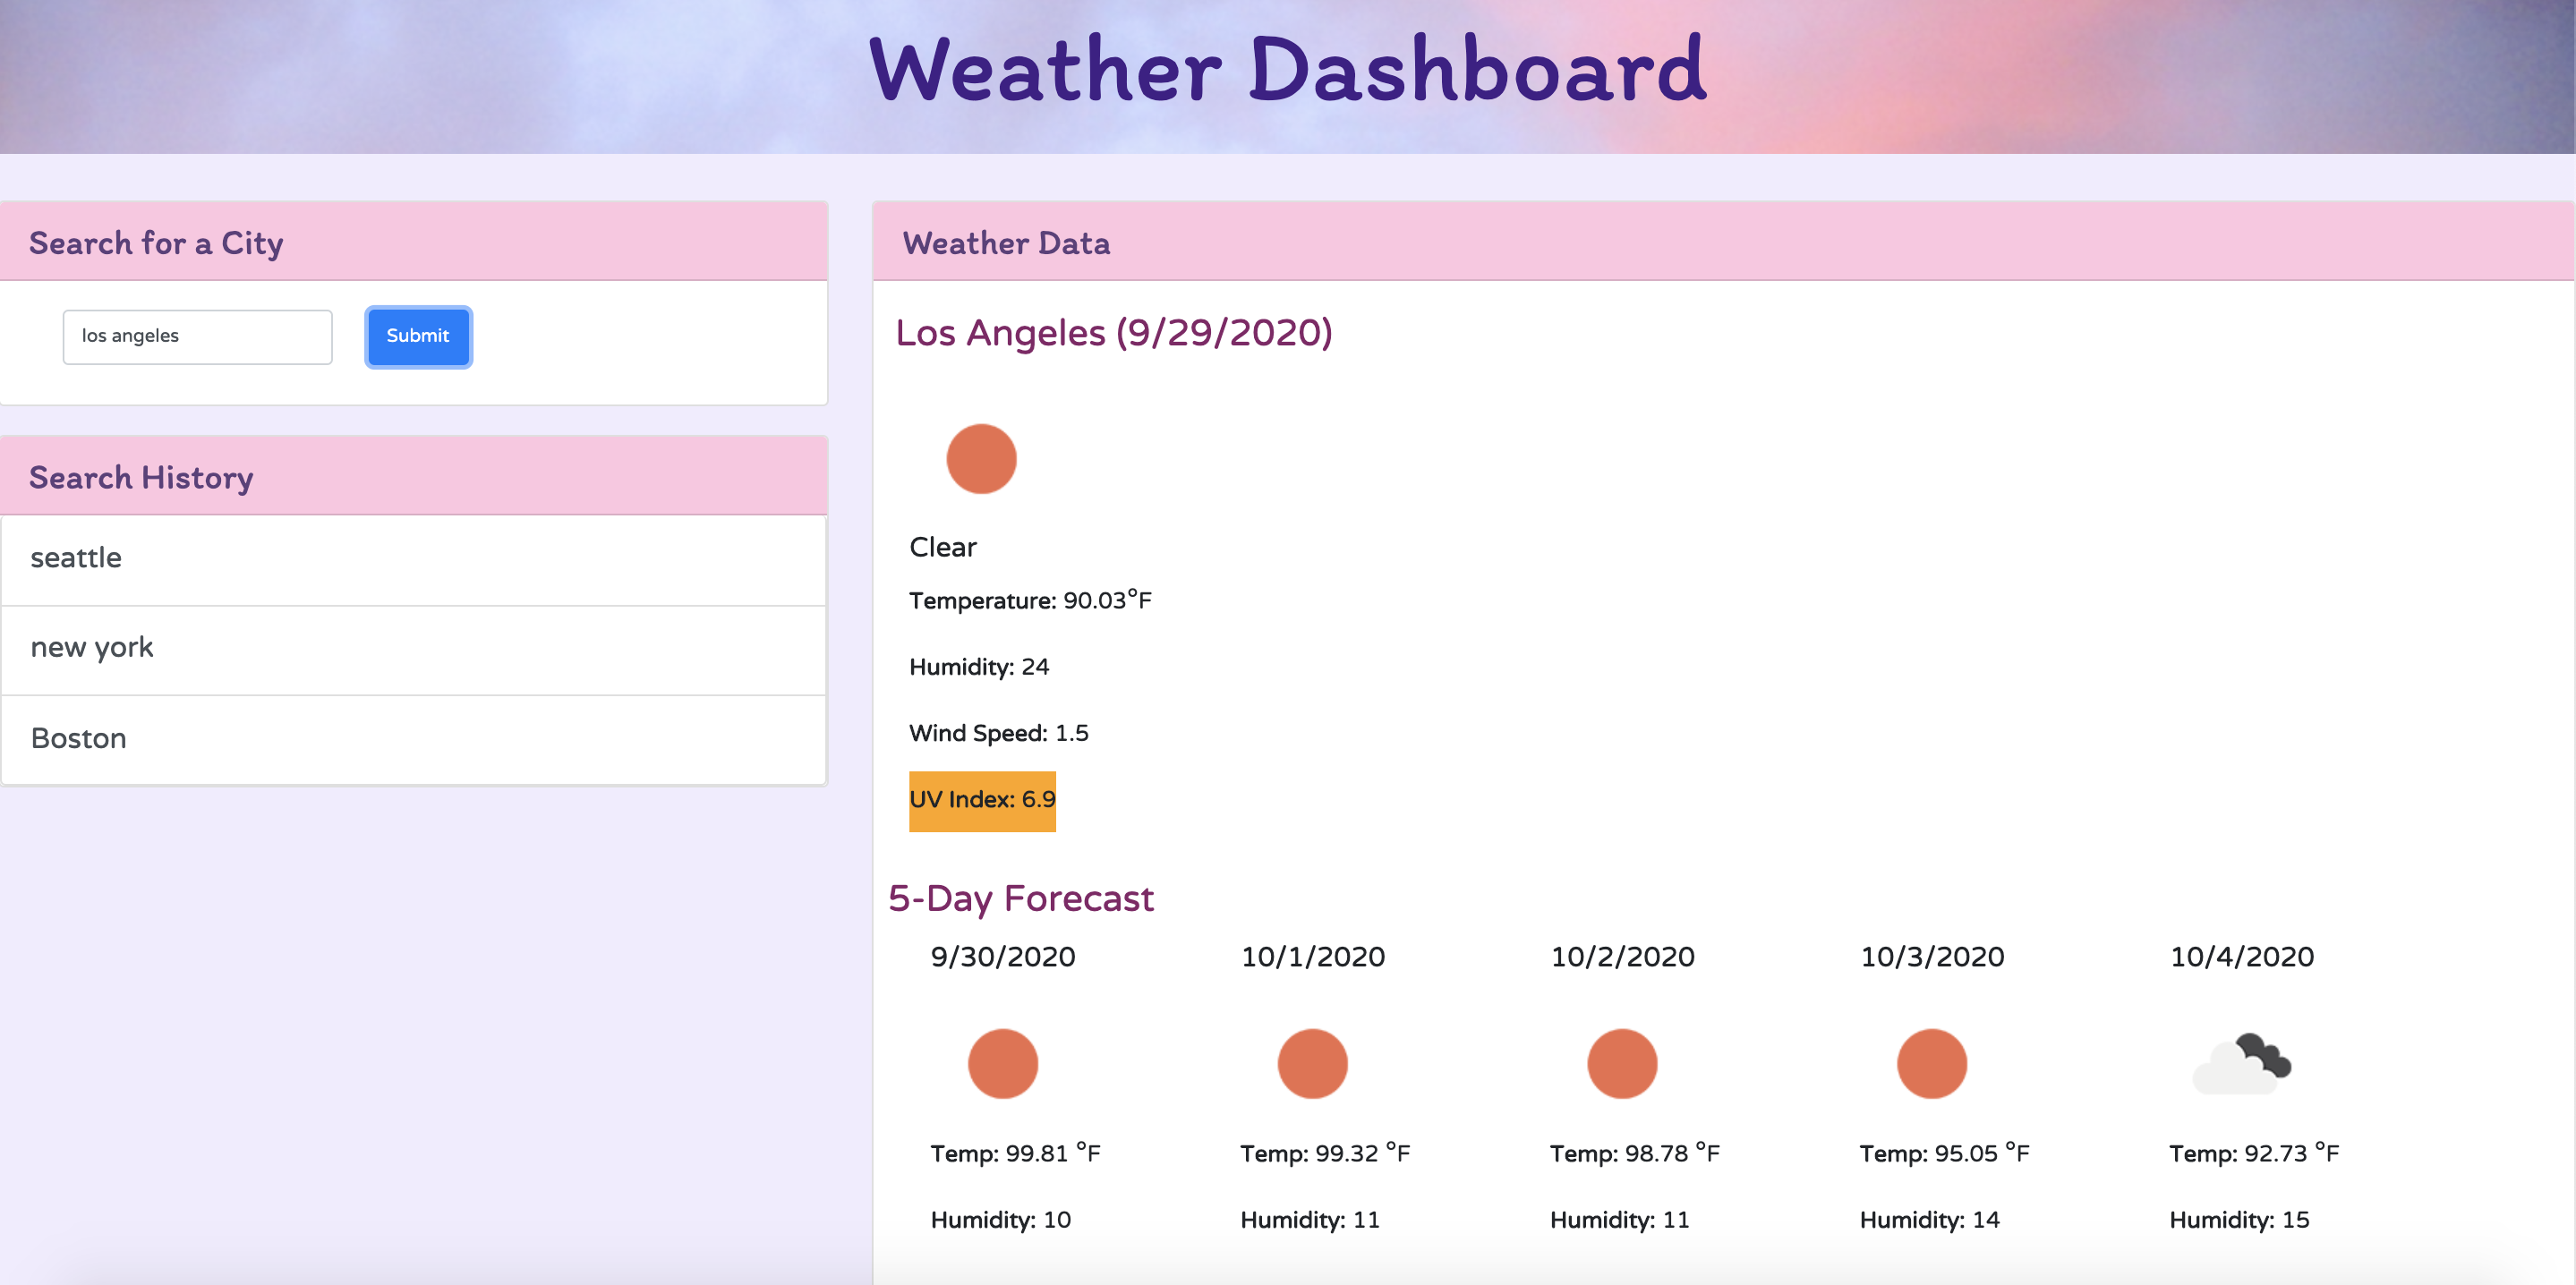 Weather Dashboard
Search for a City
los angeles
Submit
Search History
seattle
new york
Boston
Weather Data
Los Angeles (9/29/2020)
Clear
Temperature: 90.03°F
Humidity: 24
Wind Speed: 1.5
UV Index: 6.9
5-Day Forecast
9/30/2020 10/1/2020 10/2/2020 10/3/2020 10/4/2020
Temp: 99.81 °F Temp: 99.32 °F Temp: 98.78 °F Temp: 95.05 °F Temp: 92.73 °F
Humidity: 10 Humidity: 11 Humidity: 11 Humidity: 14 Humidity: 15